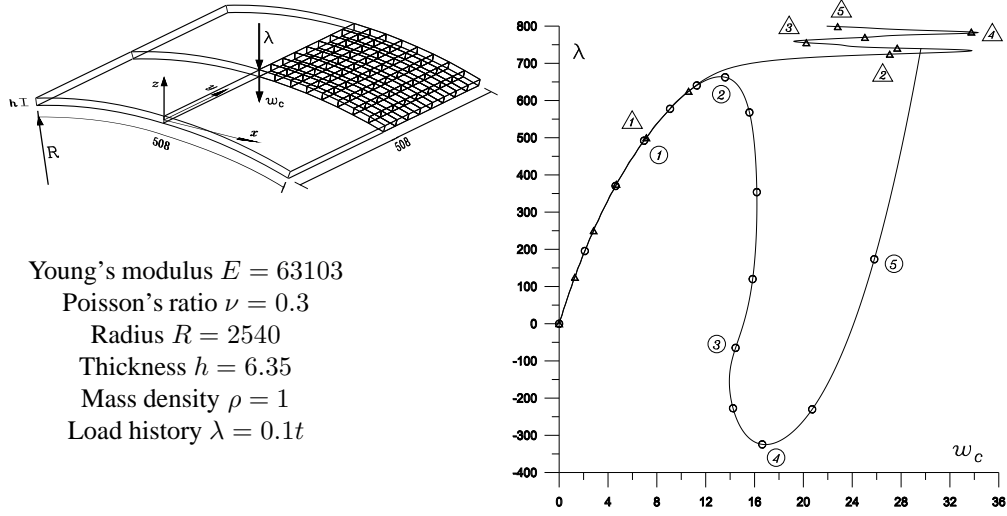 λ
z
z
x
w_c
h
R
508
508
Young's modulus E = 63103
Poisson's ratio ν = 0.3
Radius R = 2540
Thickness h = 6.35
Mass density ρ = 1
Load history λ = 0.1t
λ
800
700
600
500
400
300
200
100
0
-100
-200
-300
-400
0 4 8 12 16 20 24 28 32 36
w_c
1
1
2
3
4
5
2
3
4
5